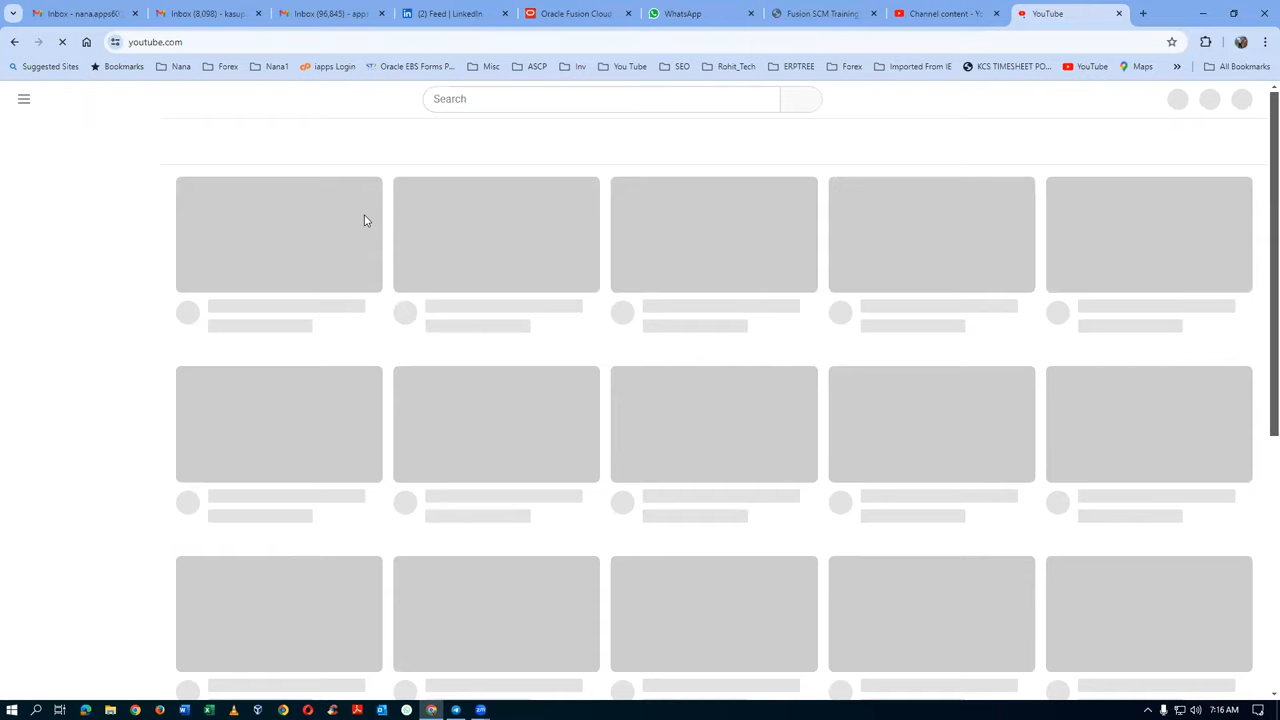 Inbox - nana.apps60
Inbox (8,098) - kasup
Inbox (96,845) - apps
(2) Feed | LinkedIn
Oracle Fusion Cloud
WhatsApp
Fusion SCM Training
Channel content - Yo
YouTube
youtube.com
Suggested Sites
Bookmarks
Nana
Forex
Nana1
iapps Login
Oracle EBS Forms P...
Misc
ASCP
Inv
You Tube
SEO
Rohit_Tech
ERPTREE
Forex
Imported From IE
KCS TIMESHEET PO...
YouTube
Maps
All Bookmarks
Search
7:16 AM